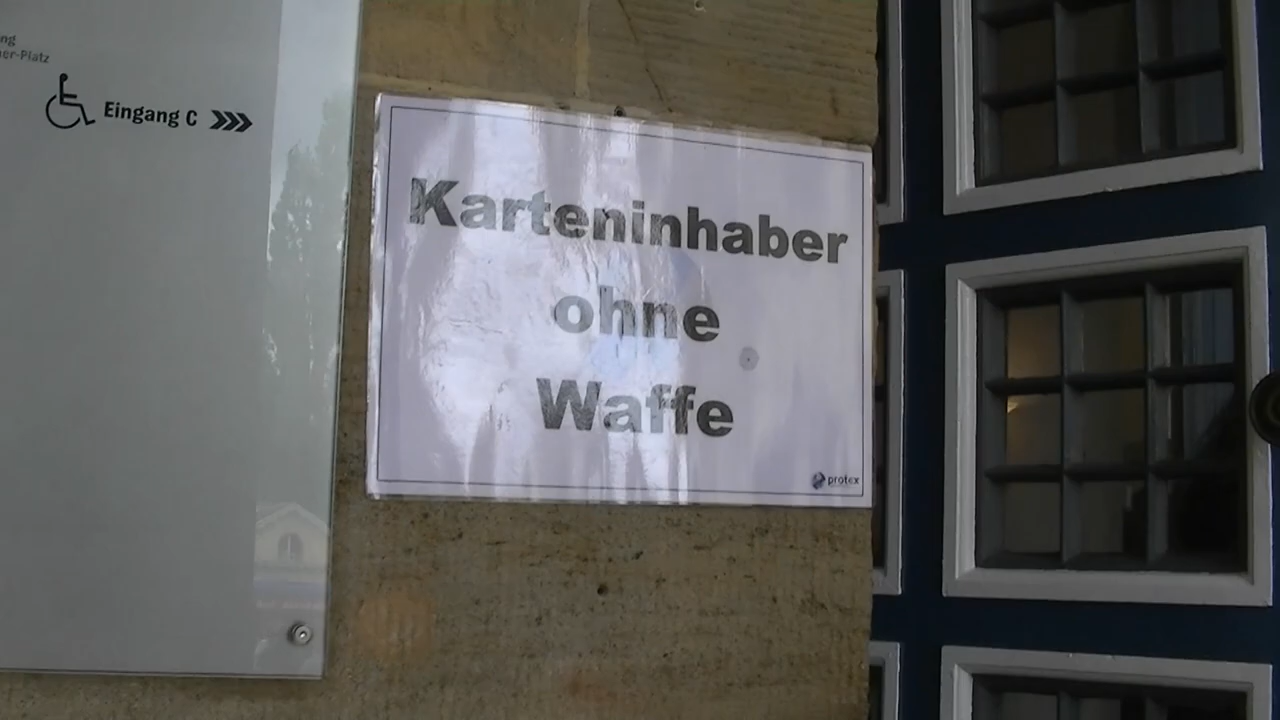 ng
er-Platz
Eingang C
Karteninhaber
ohne
Waffe
protex